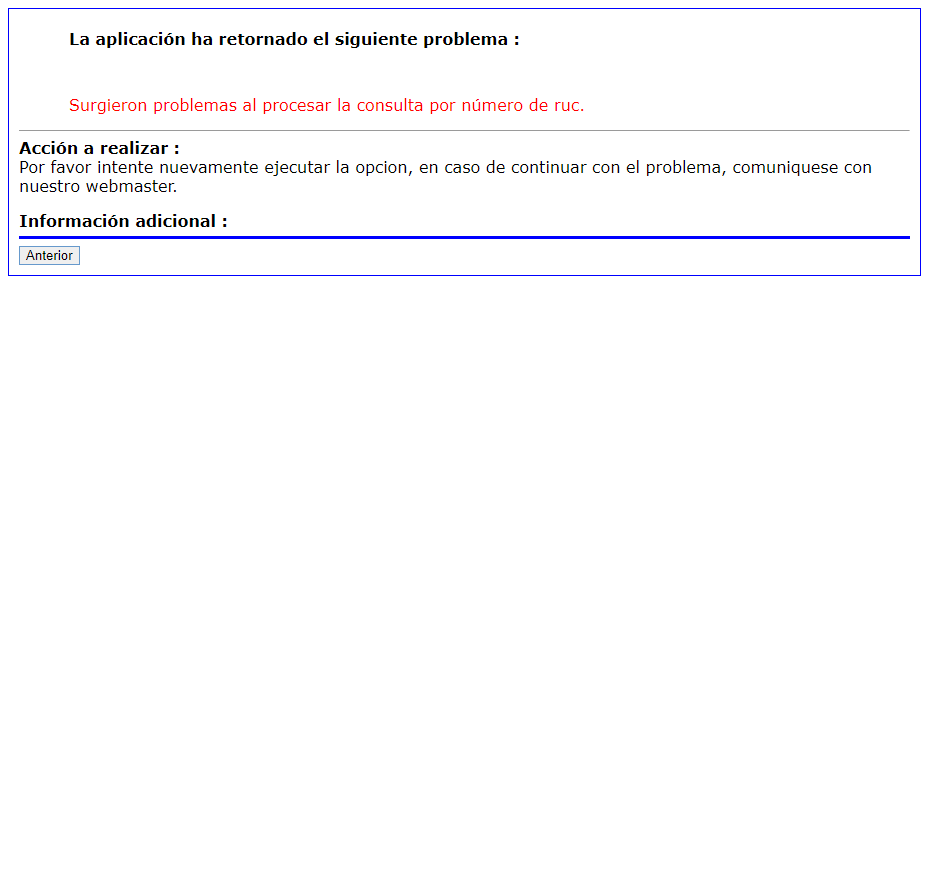 La aplicación ha retornado el siguiente problema :
Surgieron problemas al procesar la consulta por número de ruc.
Acción a realizar :
Por favor intente nuevamente ejecutar la opcion, en caso de continuar con el problema, comuniquese con
nuestro webmaster.
Información adicional :
Anterior